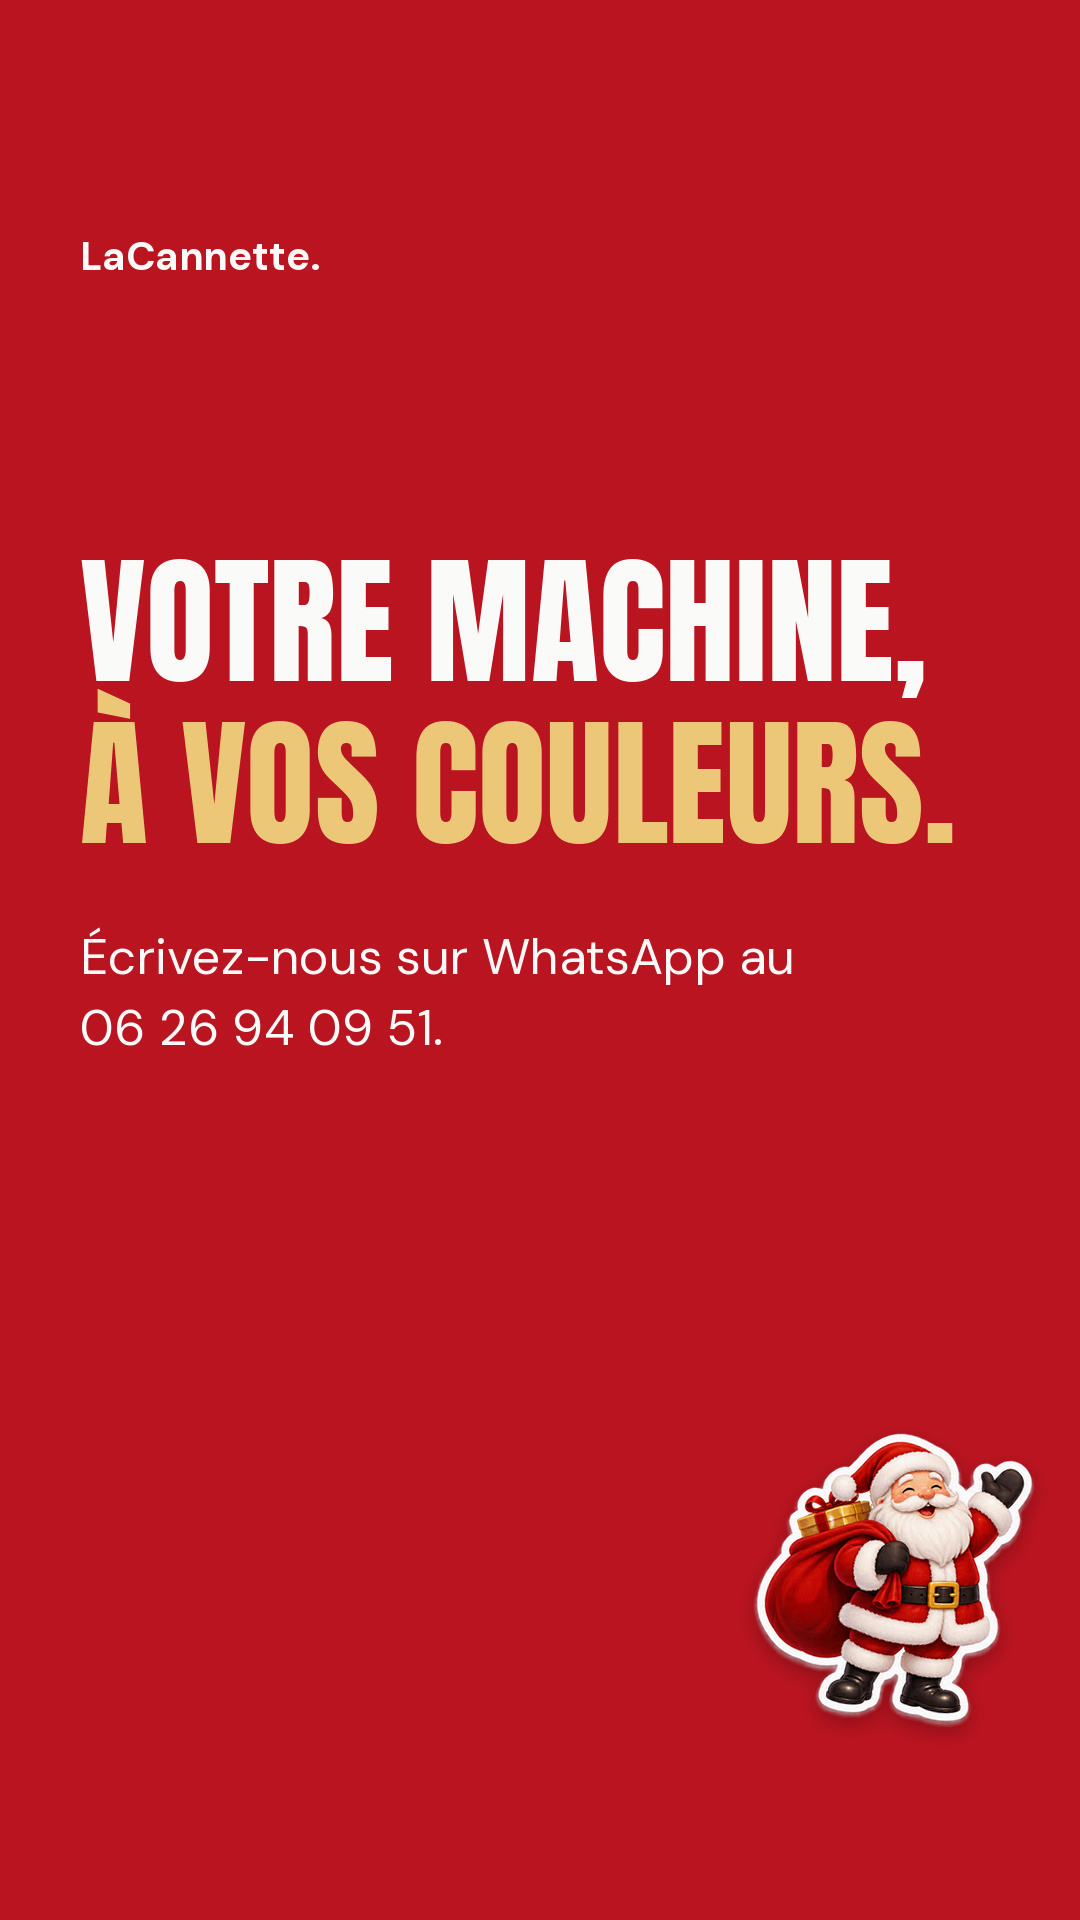 LaCannette.
VOTRE MACHINE,
À VOS COULEURS.
Écrivez-nous sur WhatsApp au
06 26 94 09 51.